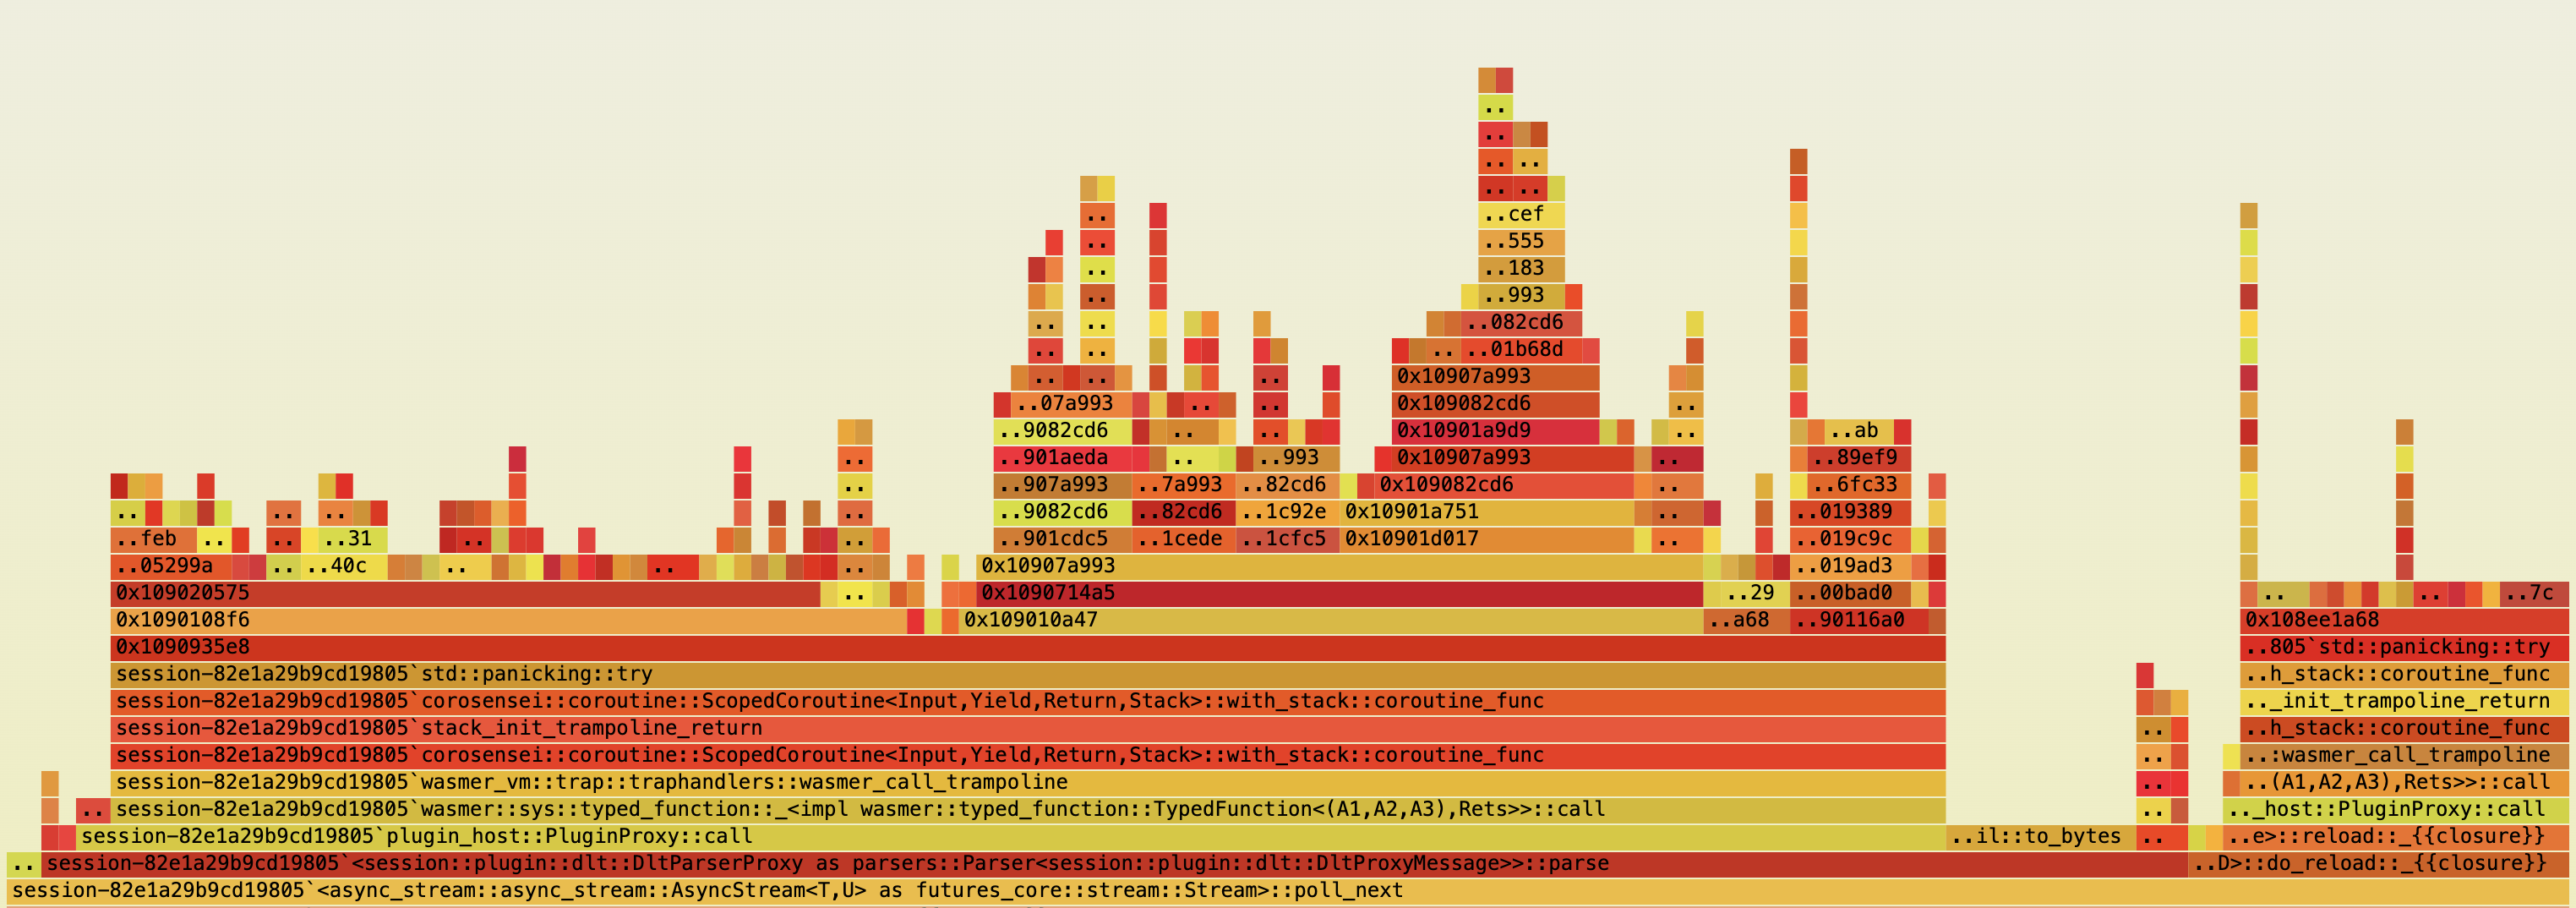 ..
..
.. ..
.. ..
..cef
.. ..555
.. ..183
.. ..993
.. .. ..082cd6
.. .. .. ..01b68d
.. .. .. 0x10907a993
..07a993 .. .. 0x109082cd6 ..
..9082cd6 .. .. 0x10901a9d9 .. ..ab
.. ..901aeda .. ..993 0x10907a993 .. ..89ef9
.. ..907a993 ..7a993 ..82cd6 0x109082cd6 .. ..6fc33
.. .. .. .. ..9082cd6 ..82cd6 ..1c92e 0x10901a751 .. ..019389
..feb .. .. ..31 .. .. ..901cdc5 ..1cede ..1cfc5 0x10901d017 .. ..019c9c
..05299a .. ..40c .. .. .. 0x10907a993 ..019ad3
0x109020575 .. 0x1090714a5 ..29 ..00bad0 .. .. ..7c
0x1090108f6 0x109010a47 ..a68 ..90116a0 0x108ee1a68
0x1090935e8 ..805`std::panicking::try
session-82e1a29b9cd19805`std::panicking::try ..h_stack::coroutine_func
session-82e1a29b9cd19805`corosensei::coroutine::ScopedCoroutine<Input,Yield,Return,Stack>::with_stack::coroutine_func .._init_trampoline_return
session-82e1a29b9cd19805`stack_init_trampoline_return .. ..h_stack::coroutine_func
session-82e1a29b9cd19805`corosensei::coroutine::ScopedCoroutine<Input,Yield,Return,Stack>::with_stack::coroutine_func .. ..:wasmer_call_trampoline
session-82e1a29b9cd19805`wasmer_vm::trap::traphandlers::wasmer_call_trampoline .. ..(A1,A2,A3),Rets>>::call
.. session-82e1a29b9cd19805`wasmer::sys::typed_function::_<impl wasmer::typed_function::TypedFunction<(A1,A2,A3),Rets>>::call .. .._host::PluginProxy::call
session-82e1a29b9cd19805`plugin_host::PluginProxy::call ..il::to_bytes .. ..e>::reload::_{{closure}}
.. session-82e1a29b9cd19805`<session::plugin::dlt::DltParserProxy as parsers::Parser<session::plugin::dlt::DltProxyMessage>>::parse ..D>::do_reload::_{{closure}}
session-82e1a29b9cd19805`<async_stream::async_stream::AsyncStream<T,U> as futures_core::stream::Stream>::poll_next